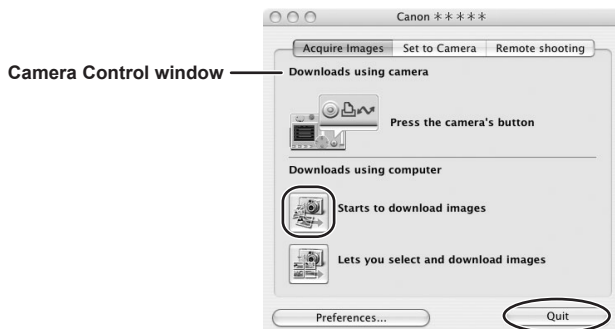 Canon *****
Acquire Images Set to Camera Remote shooting
Camera Control window
Downloads using camera
Press the camera's button
Downloads using computer
Starts to download images
Lets you select and download images
Preferences... Quit